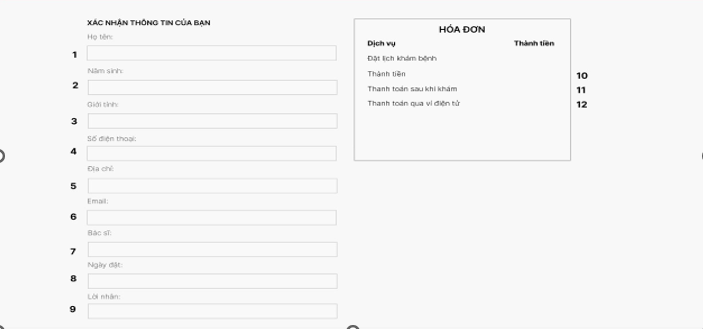 XÁC NHẬN THÔNG TIN CỦA BẠN
Họ tên:
1
Năm sinh:
2
Giới tính:
3
Số điện thoại:
4
Địa chỉ:
5
Email:
6
Bác sĩ:
7
Ngày đặt:
8
Lời nhắn:
9
HÓA ĐƠN
Dịch vụ Thành tiền
Đặt lịch khám bệnh
Thành tiền 10
Thanh toán sau khi khám 11
Thanh toán qua ví điện tử 12